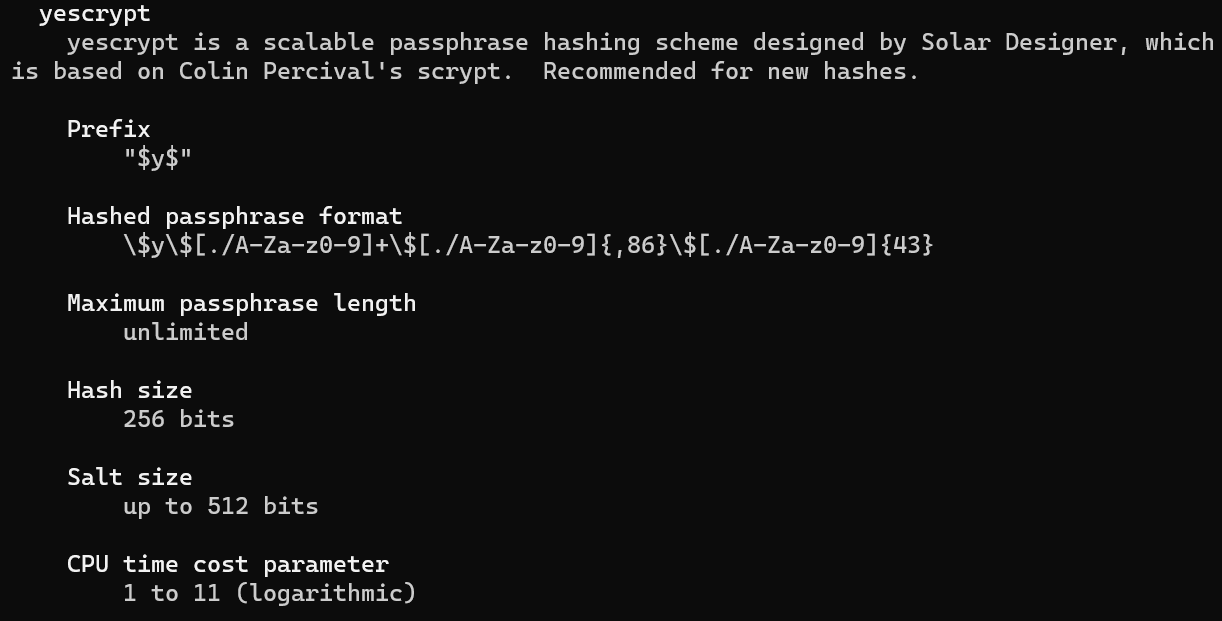 yescrypt
yescrypt is a scalable passphrase hashing scheme designed by Solar Designer, which
is based on Colin Percival's scrypt.  Recommended for new hashes.
Prefix
"$y$"
Hashed passphrase format
\$y\$[./A-Za-z0-9]+\$[./A-Za-z0-9]{,86}\$[./A-Za-z0-9]{43}
Maximum passphrase length
unlimited
Hash size
256 bits
Salt size
up to 512 bits
CPU time cost parameter
1 to 11 (logarithmic)